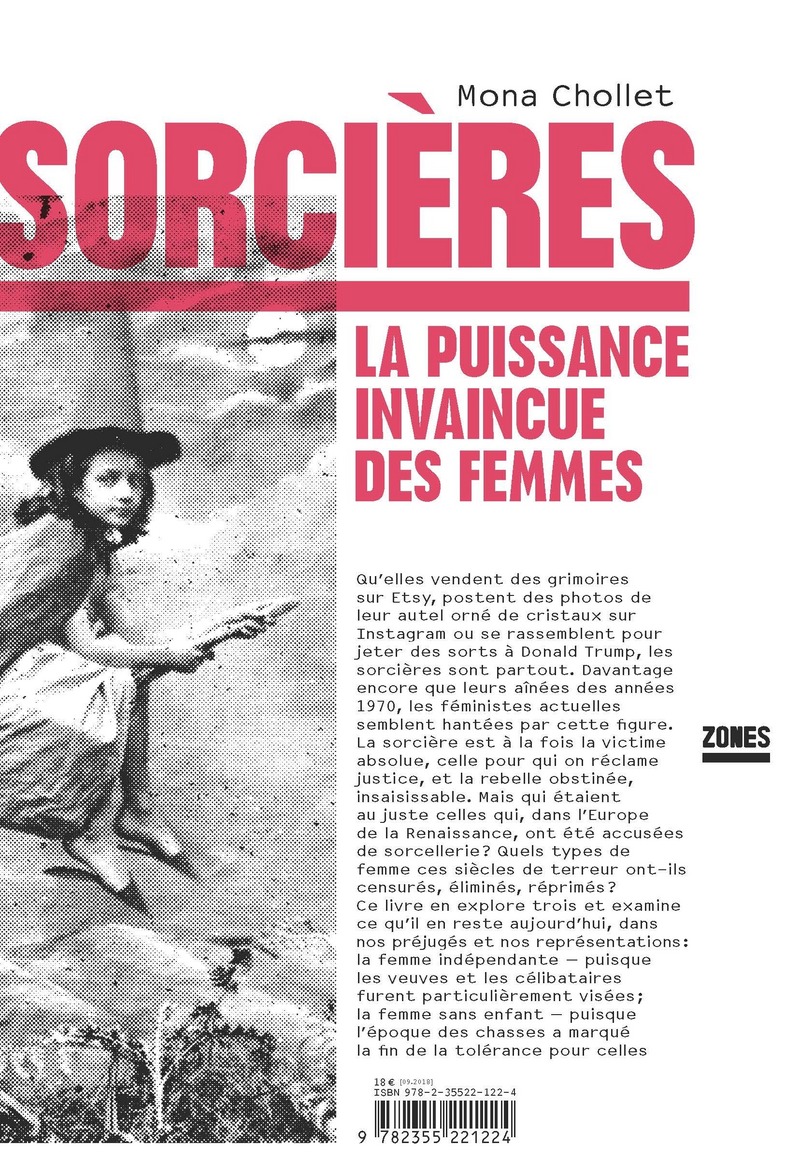 Mona Chollet
SORCIÈRES
LA PUISSANCE
INVAINCUE
DES FEMMES
Qu’elles vendent des grimoires
sur Etsy, postent des photos de
leur autel orné de cristaux sur
Instagram ou se rassemblent pour
jeter des sorts à Donald Trump, les
sorcières sont partout. Davantage
encore que leurs aînées des années
1970, les féministes actuelles
semblent hantées par cette figure.
La sorcière est à la fois la victime
absolue, celle pour qui on réclame
justice, et la rebelle obstinée,
insaisissable. Mais qui étaient
au juste celles qui, dans l’Europe
de la Renaissance, ont été accusées
de sorcellerie ? Quels types de
femme ces siècles de terreur ont-ils
censurés, éliminés, réprimés ?
Ce livre en explore trois et examine
ce qu’il en reste aujourd’hui, dans
nos préjugés et nos représentations :
la femme indépendante — puisque
les veuves et les célibataires
furent particulièrement visées ;
la femme sans enfant — puisque
l’époque des chasses a marqué
la fin de la tolérance pour celles
ZONES
18 € [09.2018]
ISBN 978-2-35522-122-4
9 782355 221224